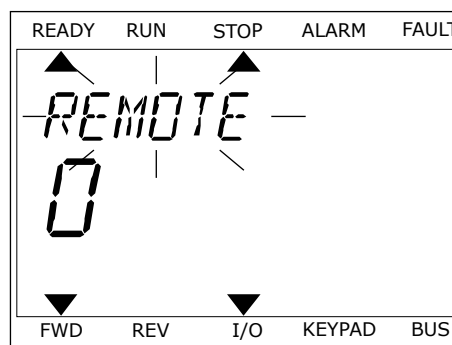 READY RUN STOP ALARM FAULT
REMOTE
0
FWD REV I/O KEYPAD BUS